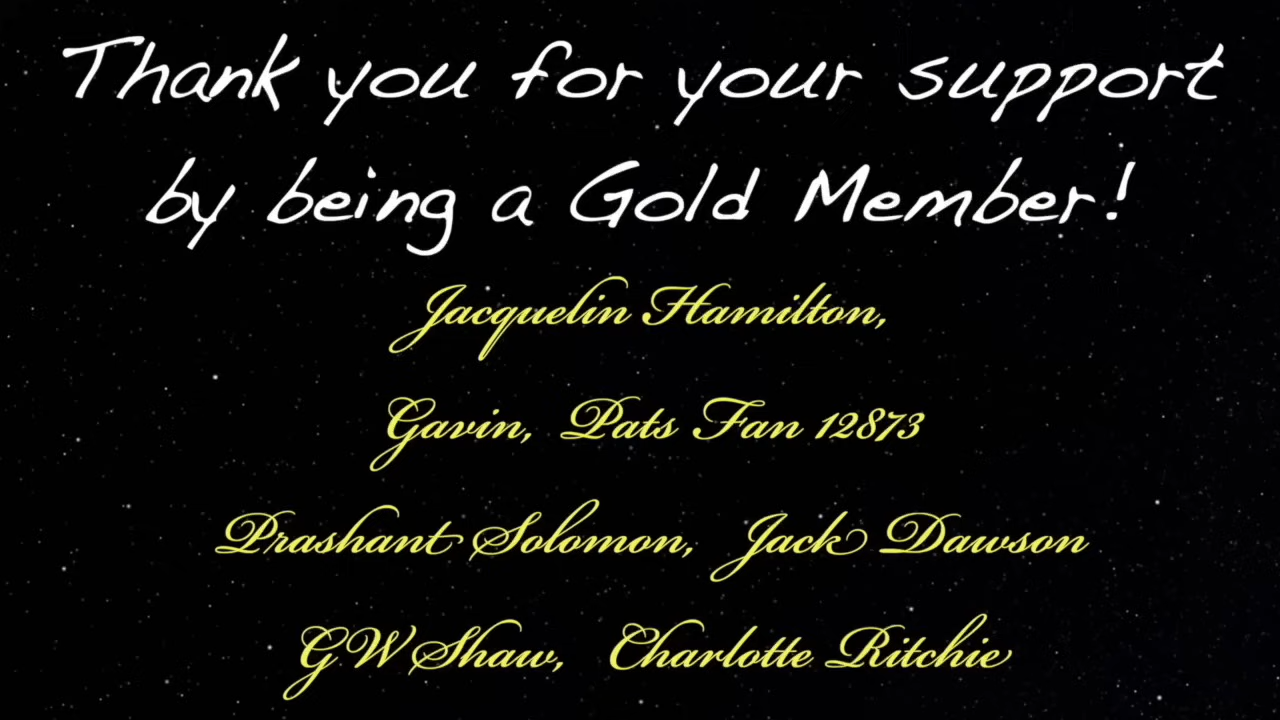 Thank you for your support
by being a Gold Member!
Jacquelin Hamilton,
Gavin, Pats Fan 12873
Prashant Solomon, Jack Dawson
GW Shaw, Charlotte Ritchie